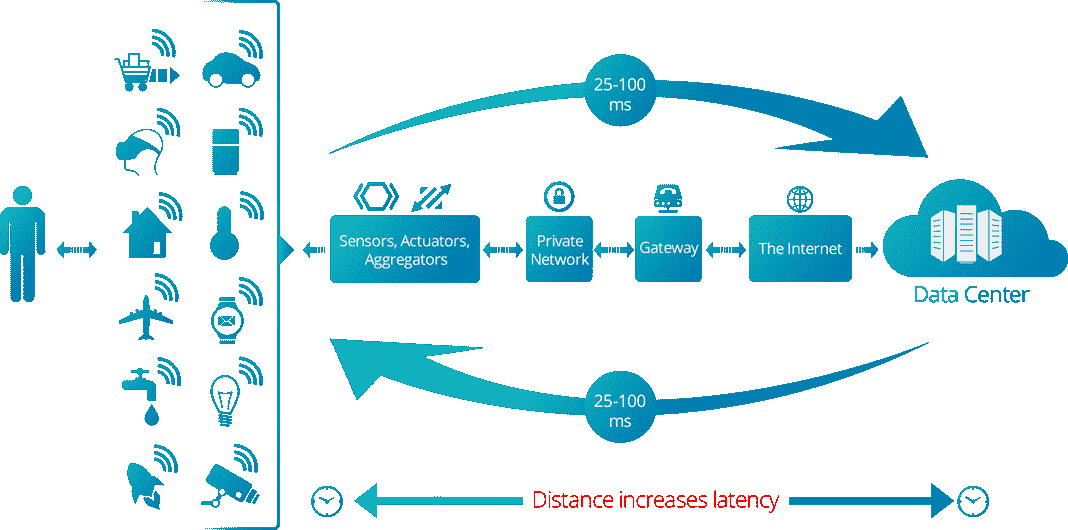 25-100
ms
Sensors, Actuators,
Aggregators
Private
Network
Gateway
The Internet
Data Center
25-100
ms
Distance increases latency